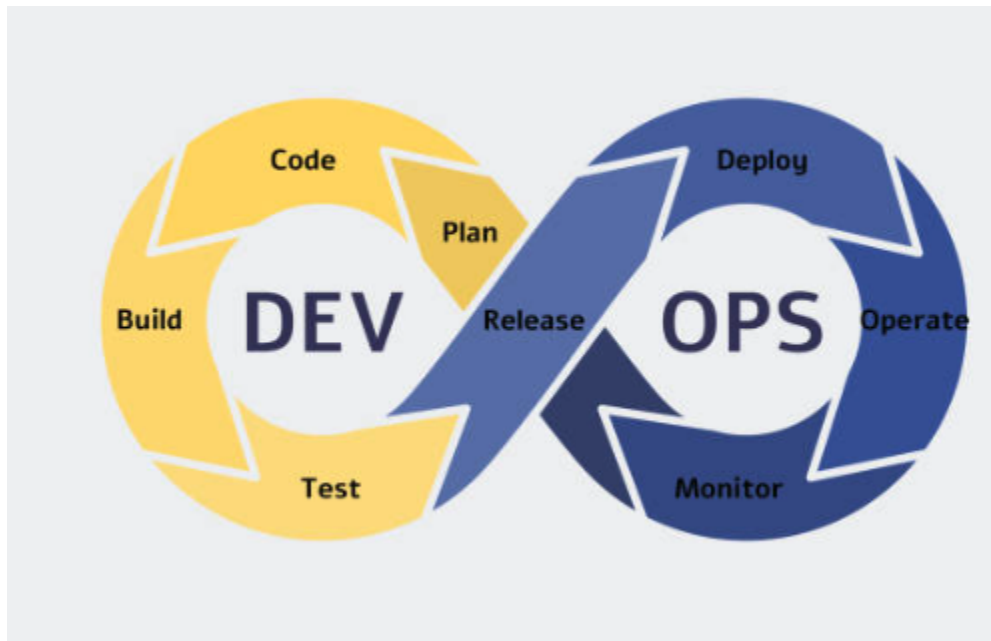 Code
Deploy
Plan
Build
DEV
Release
OPS
Operate
Test
Monitor